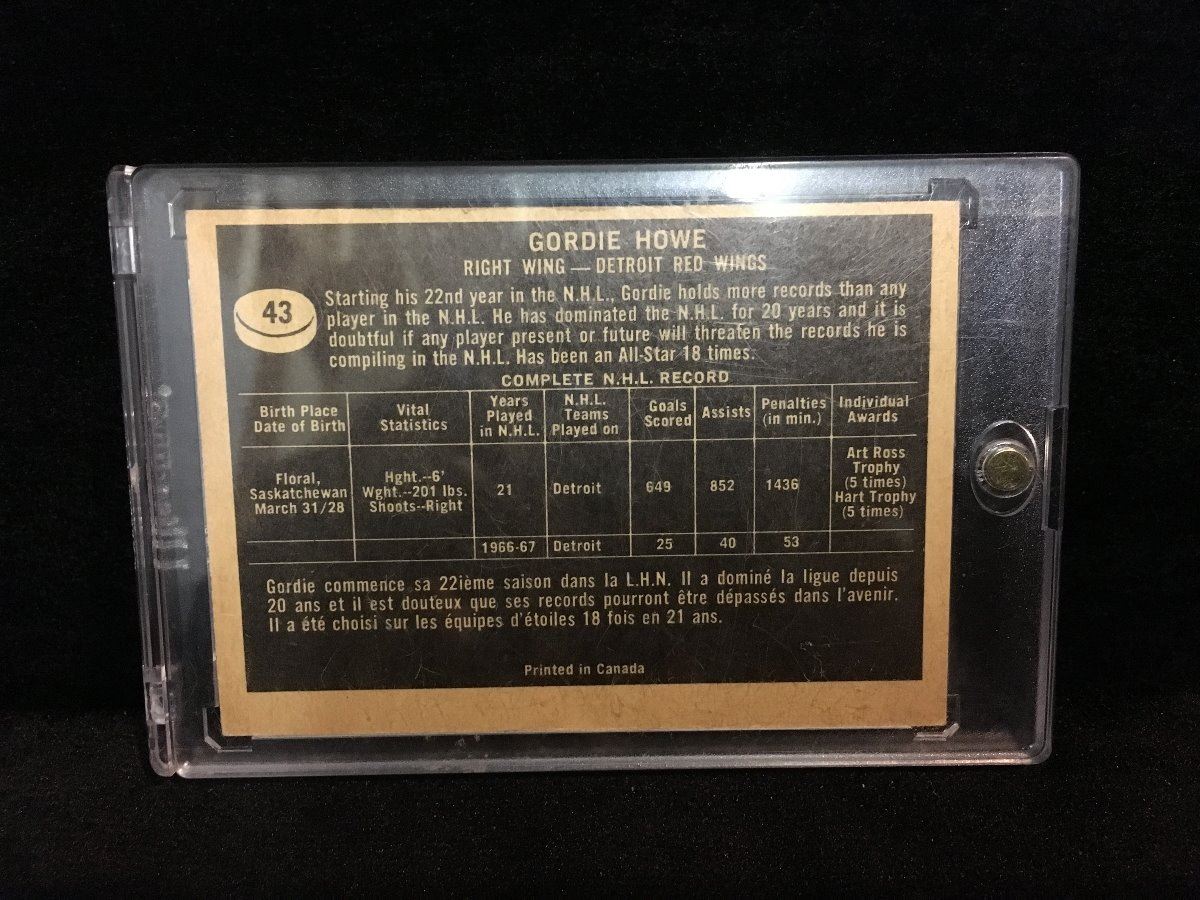 GORDIE HOWE
RIGHT WING — DETROIT RED WINGS
43
Starting his 22nd year in the N.H.L., Gordie holds more records than any
player in the N.H.L. He has dominated the N.H.L. for 20 years and it is
doubtful if any player present or future will threaten the records he is
compiling in the N.H.L. Has been an All-Star 18 times.
COMPLETE N.H.L. RECORD
Birth Place
Date of Birth
Vital
Statistics
Years
Played
in N.H.L.
N.H.L.
Teams
Played on
Goals
Scored
Assists
Penalties
(in min.)
Individual
Awards
Floral,
Saskatchewan
March 31/28
Hght.--6'
Wght.--201 lbs.
Shoots--Right
21
Detroit
649
852
1436
Art Ross
Trophy
(5 times)
Hart Trophy
(5 times)
1966-67
Detroit
25
40
53
Gordie commence sa 22ième saison dans la L.H.N. Il a dominé la ligue depuis
20 ans et il est douteux que ses records pourront être dépassés dans l'avenir.
Il a été choisi sur les équipes d'étoiles 18 fois en 21 ans.
Printed in Canada